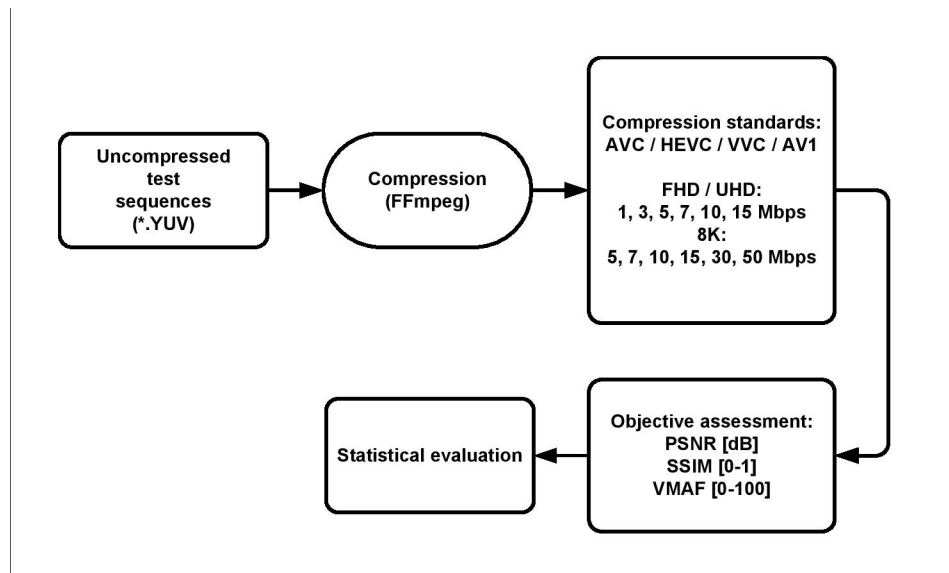 Uncompressed
test
sequences
(*.YUV)
Compression
(FFmpeg)
Compression standards:
AVC / HEVC / VVC / AV1
FHD / UHD:
1, 3, 5, 7, 10, 15 Mbps
8K:
5, 7, 10, 15, 30, 50 Mbps
Objective assessment:
PSNR [dB]
SSIM [0-1]
VMAF [0-100]
Statistical evaluation